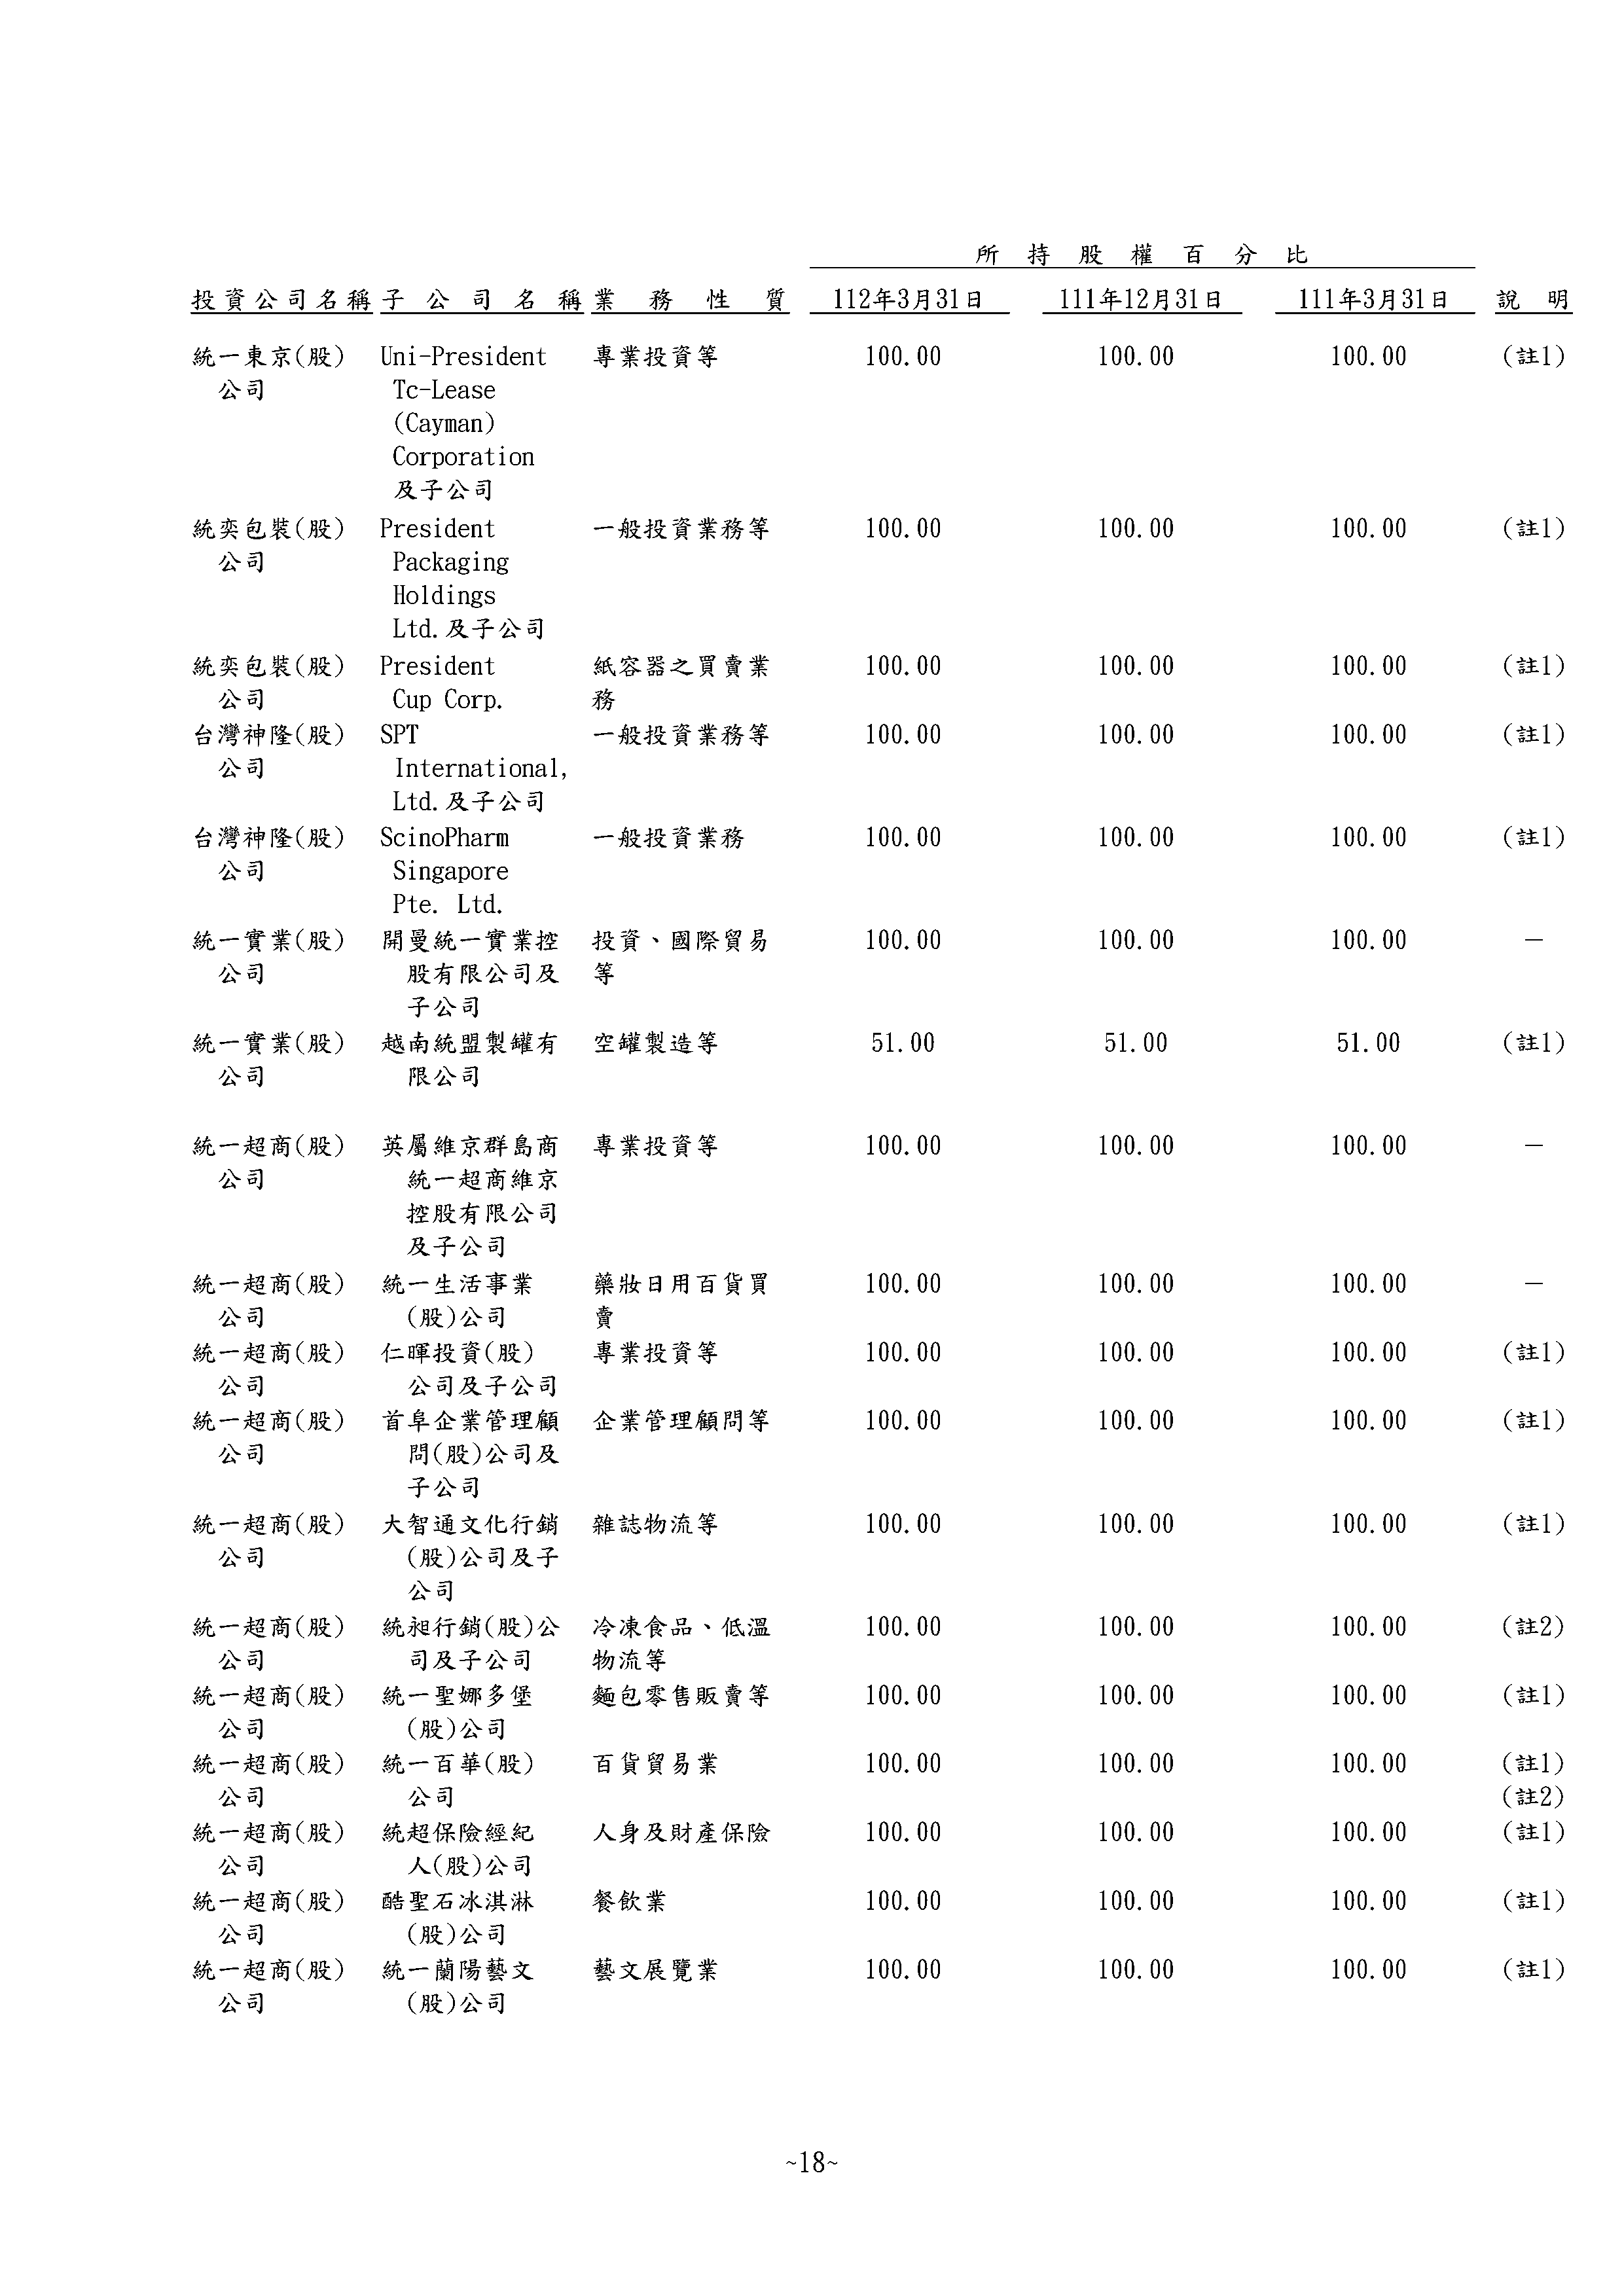 所持股權百分比
投資公司名稱 子公司名稱 業務性質 112年3月31日 111年12月31日 111年3月31日 說明
統一東京(股) Uni-President 專業投資等 100.00 100.00 100.00 (註1)
公司 Tc-Lease
(Cayman)
Corporation
及子公司
統奕包裝(股) President 一般投資業務等 100.00 100.00 100.00 (註1)
公司 Packaging
Holdings
Ltd.及子公司
統奕包裝(股) President 紙容器之買賣業 100.00 100.00 100.00 (註1)
公司 Cup Corp. 務
台灣神隆(股) SPT 一般投資業務等 100.00 100.00 100.00 (註1)
公司 International,
Ltd.及子公司
台灣神隆(股) ScinoPharm 一般投資業務 100.00 100.00 100.00 (註1)
公司 Singapore
Pte. Ltd.
統一實業(股) 開曼統一實業控 投資、國際貿易 100.00 100.00 100.00 －
公司 股有限公司及 等
子公司
統一實業(股) 越南統盟製罐有 空罐製造等 51.00 51.00 51.00 (註1)
公司 限公司
統一超商(股) 英屬維京群島商 專業投資等 100.00 100.00 100.00 －
公司 統一超商維京
控股有限公司
及子公司
統一超商(股) 統一生活事業 藥妝日用百貨買 100.00 100.00 100.00 －
公司 (股)公司 賣
統一超商(股) 仁暉投資(股) 專業投資等 100.00 100.00 100.00 (註1)
公司 公司及子公司
統一超商(股) 首阜企業管理顧 企業管理顧問等 100.00 100.00 100.00 (註1)
公司 問(股)公司及
子公司
統一超商(股) 大智通文化行銷 雜誌物流等 100.00 100.00 100.00 (註1)
公司 (股)公司及子
公司
統一超商(股) 統昶行銷(股)公 冷凍食品、低溫 100.00 100.00 100.00 (註2)
公司 司及子公司 物流等
統一超商(股) 統一聖娜多堡 麵包零售販賣等 100.00 100.00 100.00 (註1)
公司 (股)公司
統一超商(股) 統一百華(股) 百貨貿易業 100.00 100.00 100.00 (註1)
公司 公司 (註2)
統一超商(股) 統超保險經紀 人身及財產保險 100.00 100.00 100.00 (註1)
公司 人(股)公司
統一超商(股) 酷聖石冰淇淋 餐飲業 100.00 100.00 100.00 (註1)
公司 (股)公司
統一超商(股) 統一蘭陽藝文 藝文展覽業 100.00 100.00 100.00 (註1)
公司 (股)公司
~18~